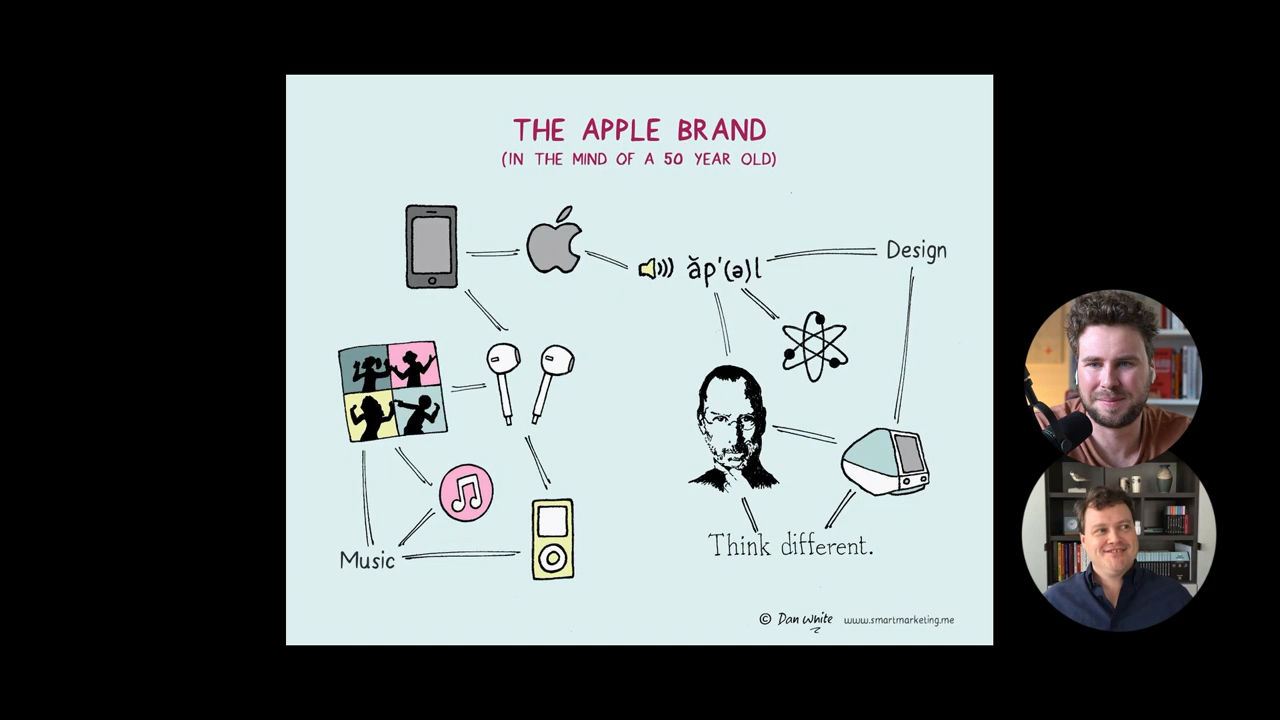 THE APPLE BRAND
(IN THE MIND OF A 50 YEAR OLD)
ăp′(ə)l
Design
Think different.
Music
© Dan White www.smartmarketing.me